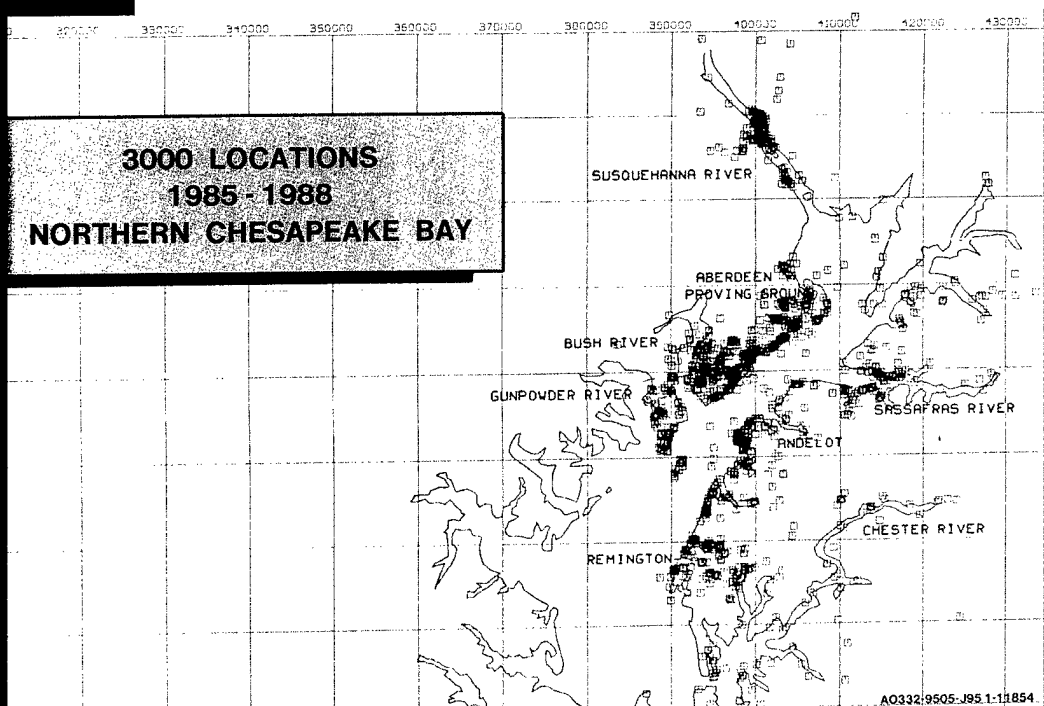 340000 350000 360000 370000 380000 390000 400000 410000 420000 430000
3000 LOCATIONS
1985 - 1988
NORTHERN CHESAPEAKE BAY
SUSQUEHANNA RIVER
ABERDEEN
PROVING GROUND
BUSH RIVER
GUNPOWDER RIVER
SASSAFRAS RIVER
ANDELOT
CHESTER RIVER
REMINGTON
AO332-9505-J95 1-11854